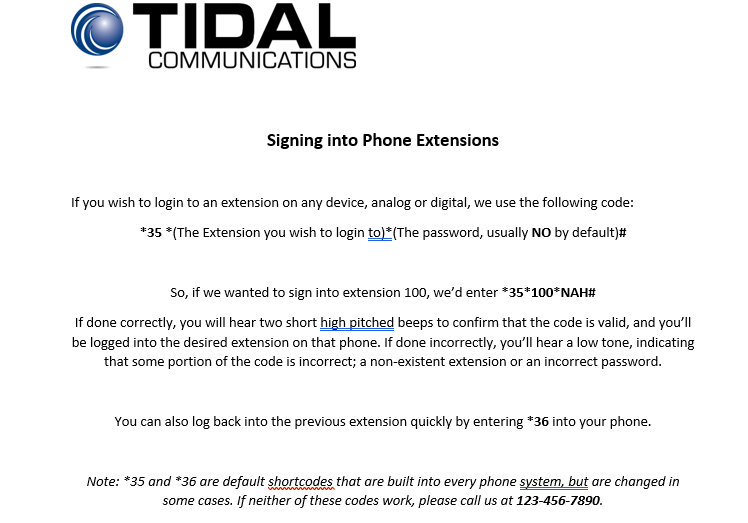 TIDAL
COMMUNICATIONS
Signing into Phone Extensions
If you wish to login to an extension on any device, analog or digital, we use the following code:
*35 *(The Extension you wish to login to)*(The password, usually NO by default)#
So, if we wanted to sign into extension 100, we’d enter *35*100*NAH#
If done correctly, you will hear two short high pitched beeps to confirm that the code is valid, and you’ll
be logged into the desired extension on that phone. If done incorrectly, you’ll hear a low tone, indicating
that some portion of the code is incorrect; a non-existent extension or an incorrect password.
You can also log back into the previous extension quickly by entering *36 into your phone.
Note: *35 and *36 are default shortcodes that are built into every phone system, but are changed in
some cases. If neither of these codes work, please call us at 123-456-7890.